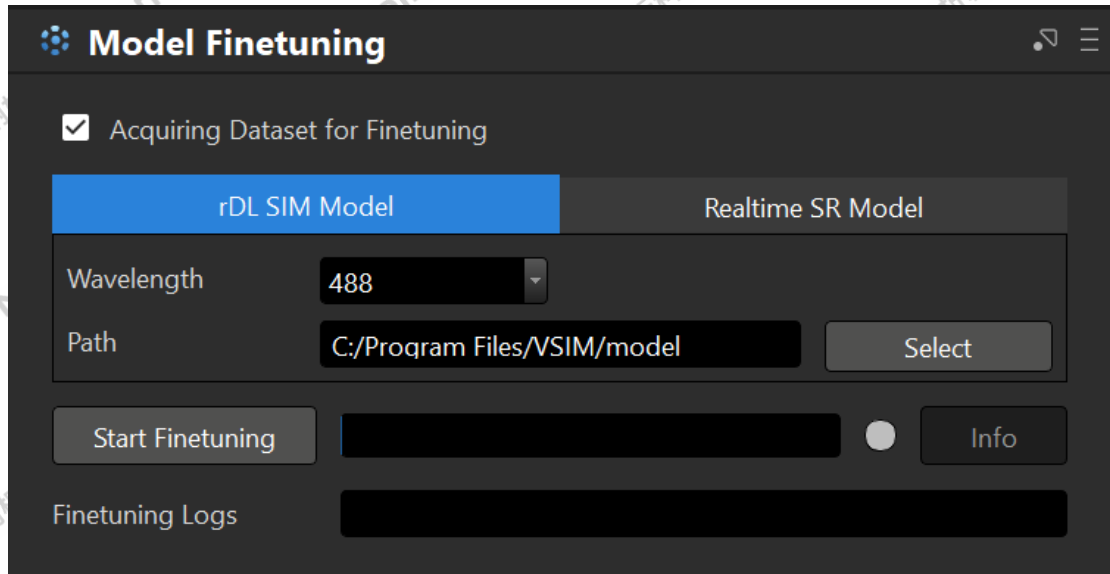 Model Finetuning
Acquiring Dataset for Finetuning
rDL SIM Model
Realtime SR Model
Wavelength
488
Path
C:/Program Files/VSIM/model
Select
Start Finetuning
Info
Finetuning Logs